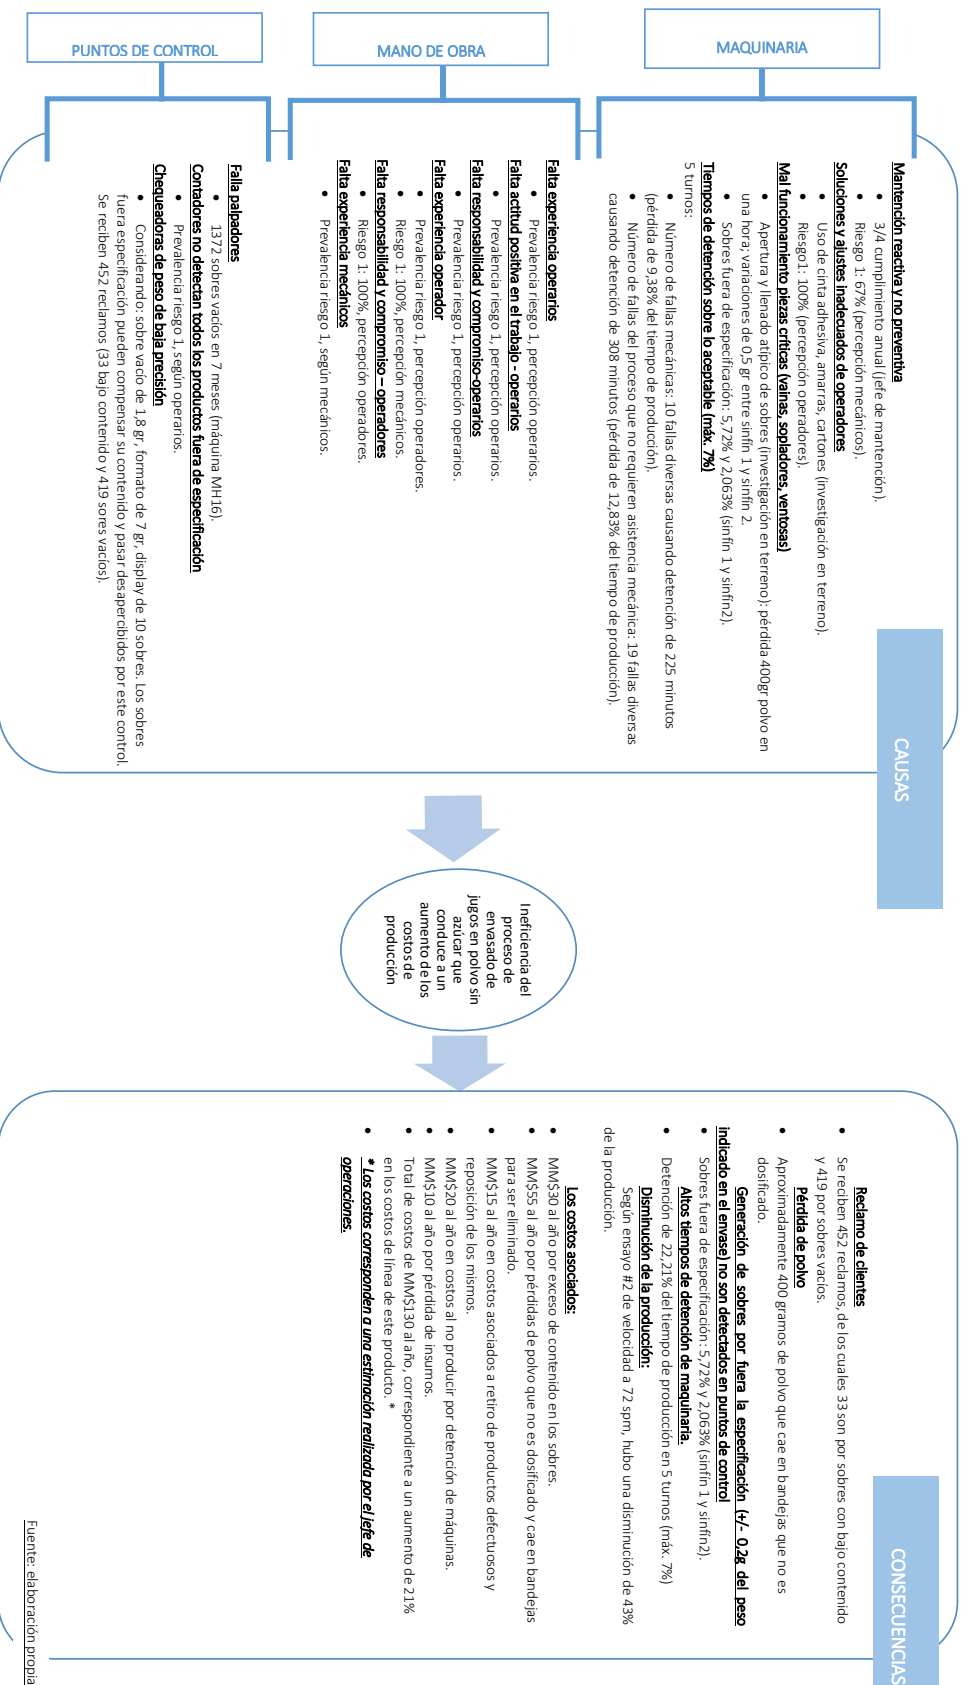 MAQUINARIA
MANO DE OBRA
PUNTOS DE CONTROL
CAUSAS
Mantención reactiva y no preventiva
• 3/4 cumplimiento anual (jefe de mantención).
• Riesgo 1: 67% (percepción mecánicos).
Soluciones y ajustes inadecuados de operadores
• Uso de cinta adhesiva, amarras, cartones (investigación en terreno).
• Riesgo1: 100% (percepción operadores).
Mal funcionamiento piezas críticas (vainas, sopladores, ventosas)
• Apertura y llenado atípico de sobres (investigación en terreno): pérdida 400gr polvo en
una hora; variaciones de 0,5 gr entre sinfín 1 y sinfín 2.
• Sobres fuera de especificación: 5,72% y 2,063% (sinfín 1 y sinfín2).
Tiempos de detención sobre lo aceptable (máx. 7%)
5 turnos:
• Número de fallas mecánicas: 10 fallas diversas causando detención de 225 minutos
(pérdida de 9,38% del tiempo de producción).
• Número de fallas del proceso que no requieren asistencia mecánica: 19 fallas diversas
causando detención de 308 minutos (pérdida de 12,83% del tiempo de producción).
Falta experiencia operarios
• Prevalencia riesgo 1, percepción operarios.
Falta actitud positiva en el trabajo - operarios
• Prevalencia riesgo 1, percepción operarios.
Falta responsabilidad y compromiso-operarios
• Prevalencia riesgo 1, percepción operarios.
Falta experiencia operador
• Prevalencia riesgo 1, percepción operadores.
• Riesgo 1: 100%, percepción mecánicos.
Falta responsabilidad y compromiso – operadores
• Riesgo 1: 100%, percepción operadores.
Falta experiencia mecánicos
• Prevalencia riesgo 1, según mecánicos.
Falla palpadores
• 1372 sobres vacíos en 7 meses (máquina MH16).
Contadores no detectan todos los productos fuera de especificación
• Prevalencia riesgo 1, según operarios.
Chequeadoras de peso de baja precisión
• Considerando: sobre vacío de 1,8 gr, formato de 7 gr, display de 10 sobres. Los sobres
fuera especificación pueden compensar su contenido y pasar desapercibidos por este control.
Se reciben 452 reclamos (33 bajo contenido y 419 sores vacíos).
Ineficiencia del
proceso de
envasado de
jugos en polvo sin
azúcar que
conduce a un
aumento de los
costos de
producción
CONSECUENCIAS
Reclamo de clientes
• Se reciben 452 reclamos, de los cuales 33 son por sobres con bajo contenido
y 419 por sobres vacíos.
Pérdida de polvo
• Aproximadamente 400 gramos de polvo que cae en bandejas que no es
dosificado.
Generación de sobres por fuera la especificación (+/- 0,2g del peso
indicado en el envase) no son detectados en puntos de control
• Sobres fuera de especificación: 5,72% y 2,063% (sinfín 1 y sinfín2).
Altos tiempos de detención de maquinaria.
• Detención de 22,21% del tiempo de producción en 5 turnos (máx. 7%)
Disminución de la producción:
Según ensayo #2 de velocidad a 72 spm, hubo una disminución de 43%
de la producción.
Los costos asociados:
• MM$30 al año por exceso de contenido en los sobres.
• MM$55 al año por pérdidas de polvo que no es dosificado y cae en bandejas
para ser eliminado.
• MM$15 al año en costos asociados a retiro de productos defectuosos y
reposición de los mismos.
• MM$20 al año en costos al no producir por detención de máquinas.
• MM$10 al año por pérdida de insumos.
• Total de costos de MM$130 al año, correspondiente a un aumento de 21%
en los costos de línea de este producto. *
• * Los costos corresponden a una estimación realizada por el jefe de
operaciones.
Fuente: elaboración propia